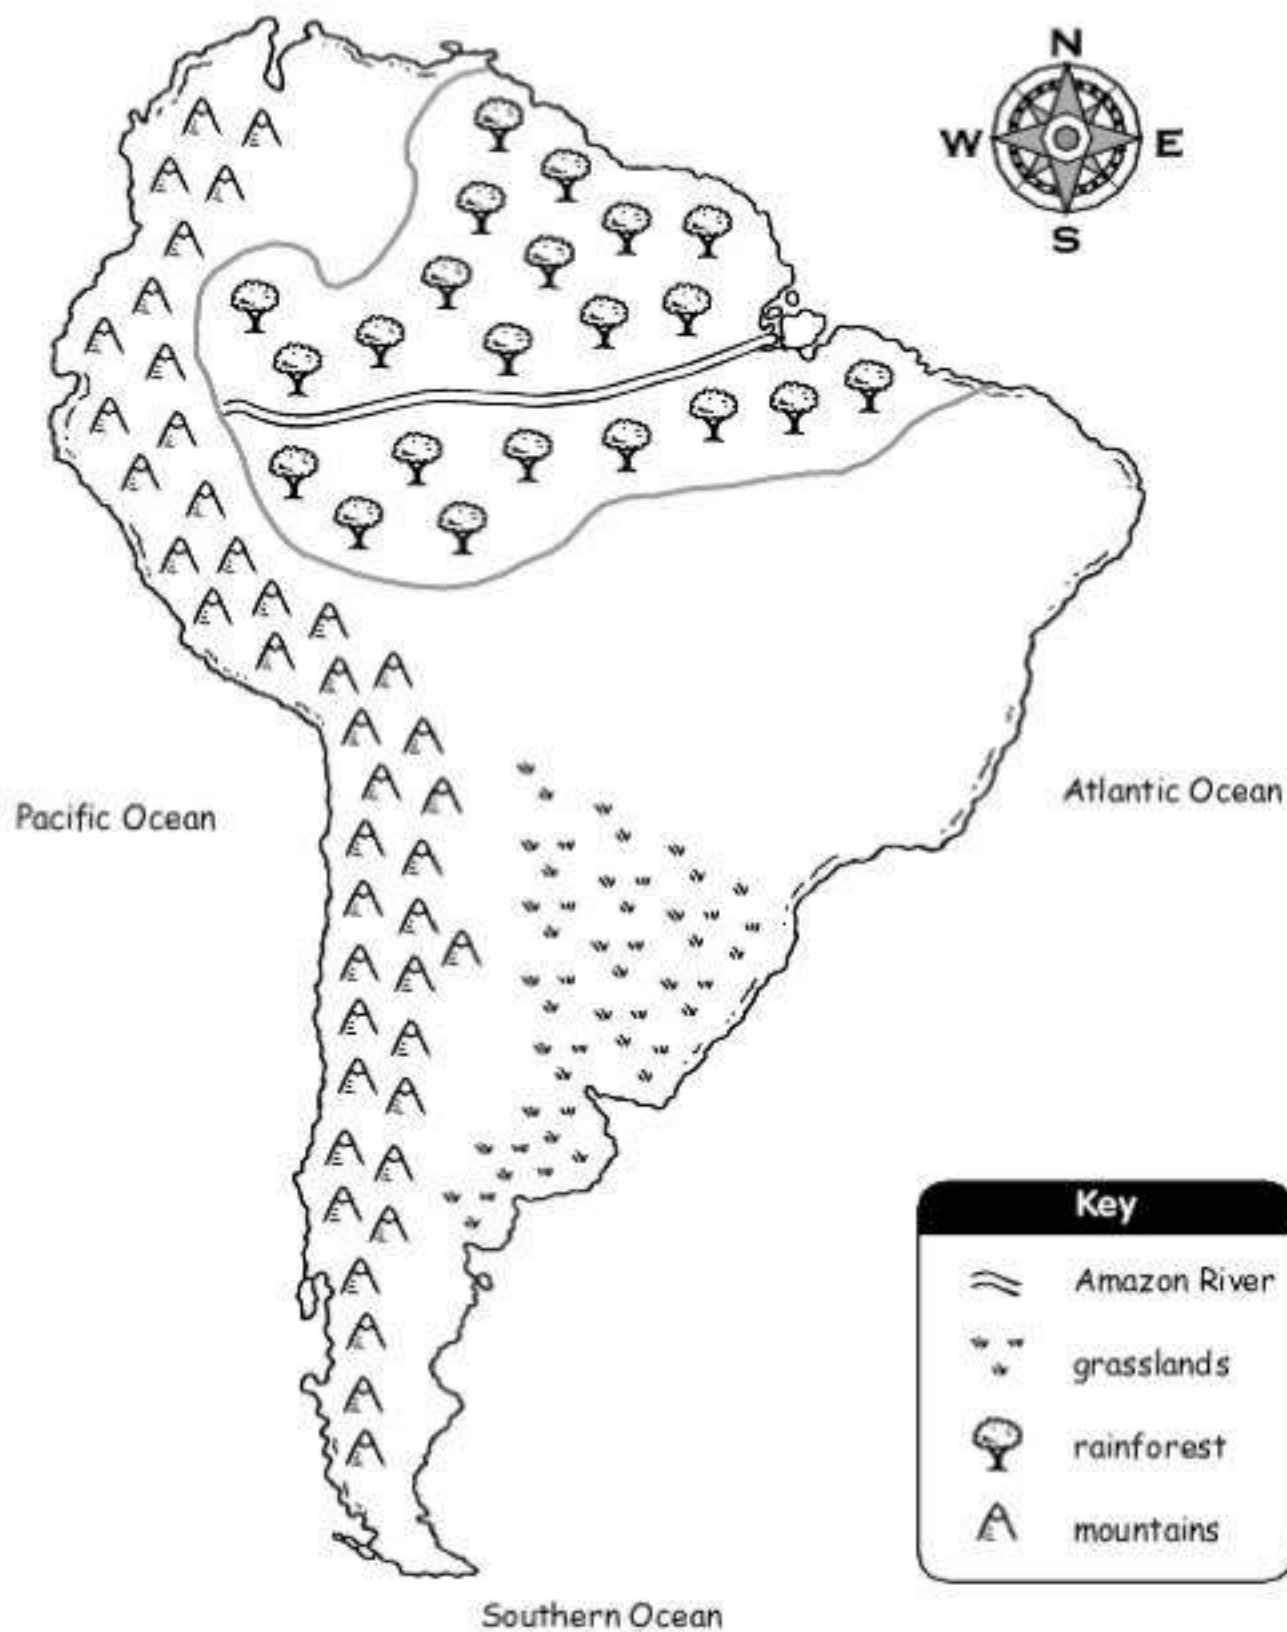 N
W E
S
Pacific Ocean
Atlantic Ocean
Key
Amazon River
grasslands
rainforest
mountains
Southern Ocean